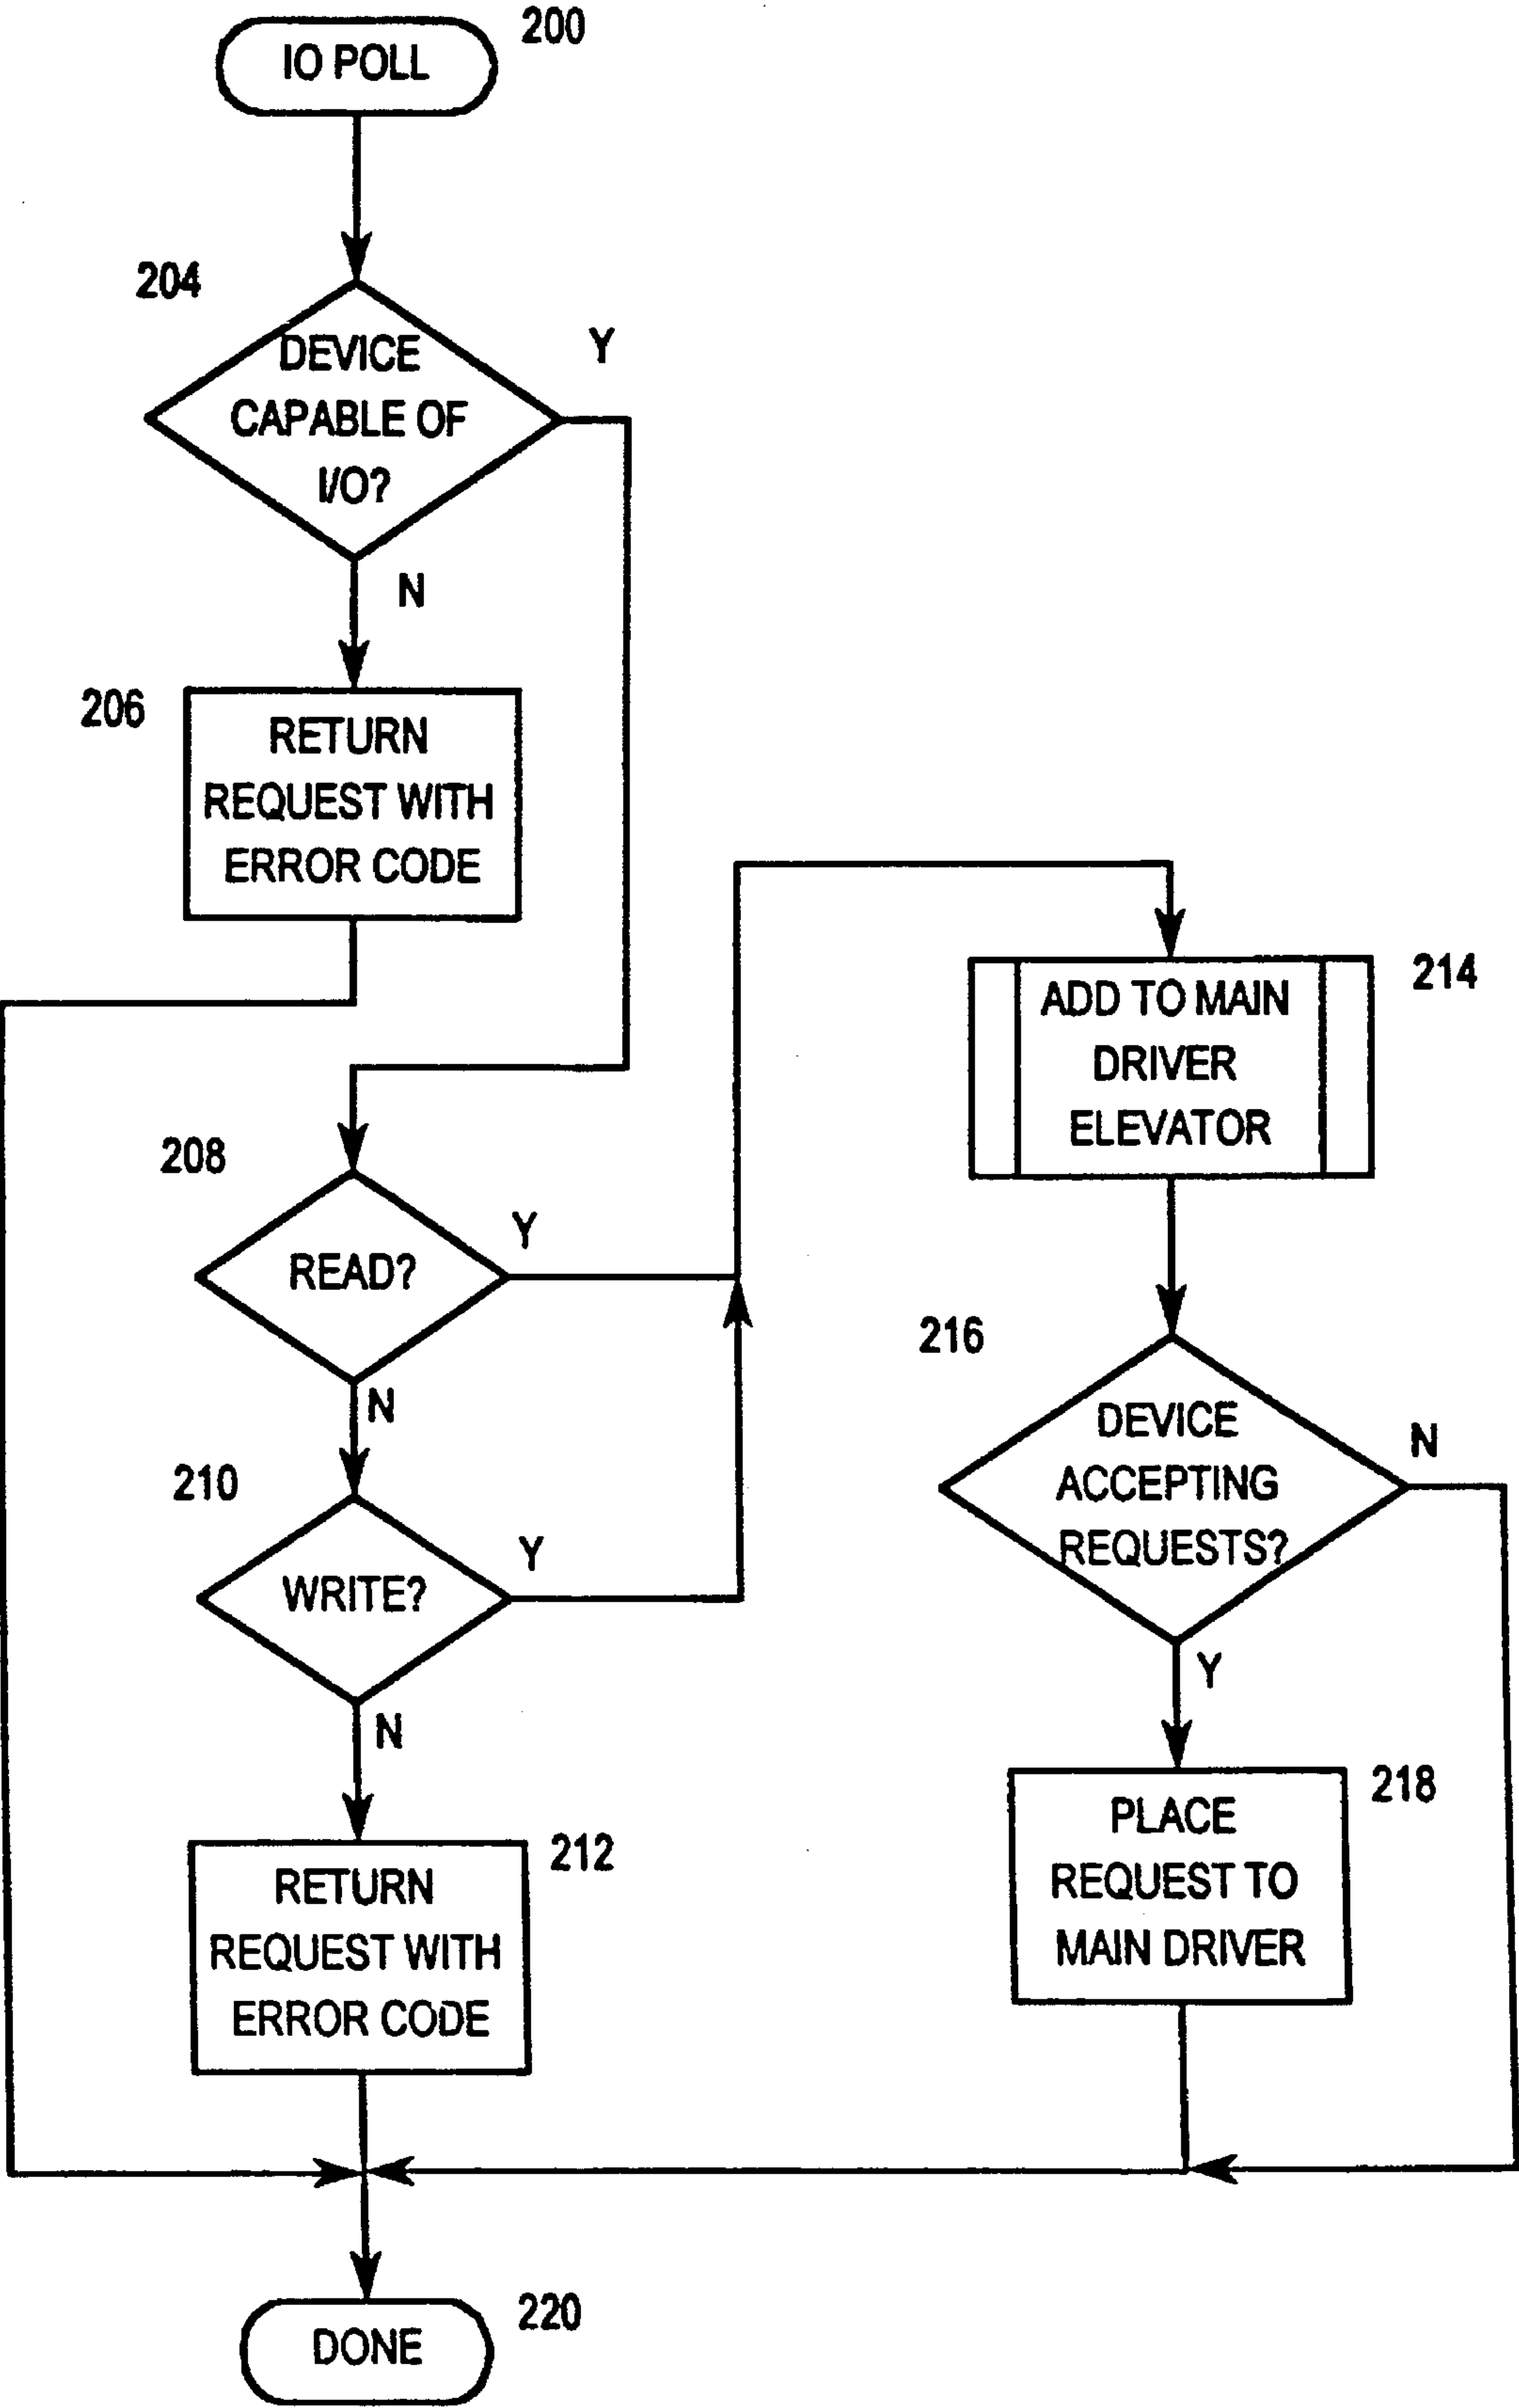 IO POLL
200
204
DEVICE
CAPABLE OF
I/O?
Y
N
206
RETURN
REQUEST WITH
ERROR CODE
208
READ?
Y
N
210
WRITE?
Y
N
212
RETURN
REQUEST WITH
ERROR CODE
214
ADD TO MAIN
DRIVER
ELEVATOR
216
DEVICE
ACCEPTING
REQUESTS?
N
Y
218
PLACE
REQUEST TO
MAIN DRIVER
220
DONE